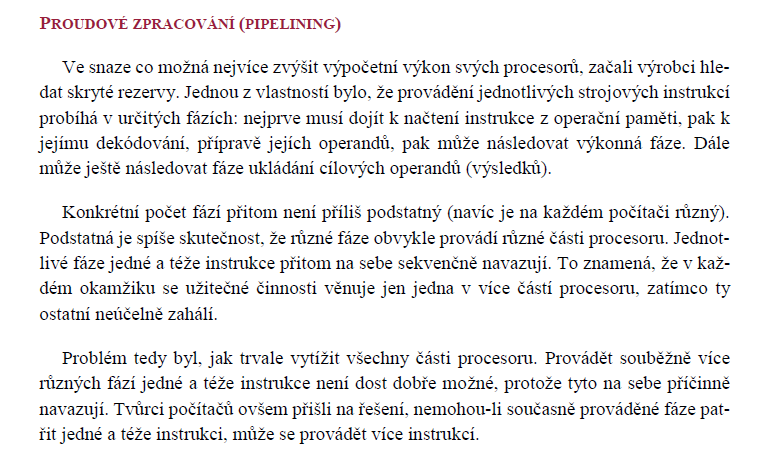 PROUDOVÉ ZPRACOVÁNÍ (PIPELINING)
Ve snaze co možná nejvíce zvýšit výpočetní výkon svých procesorů, začali výrobci hle-
dat skryté rezervy. Jednou z vlastností bylo, že provádění jednotlivých strojových instrukcí
probíhá v určitých fázích: nejprve musí dojít k načtení instrukce z operační paměti, pak k
jejímu dekódování, přípravě jejích operandů, pak může následovat výkonná fáze. Dále
může ještě následovat fáze ukládání cílových operandů (výsledků).
Konkrétní počet fází přitom není příliš podstatný (navíc je na každém počítači různý).
Podstatná je spíše skutečnost, že různé fáze obvykle provádí různé části procesoru. Jednot-
livé fáze jedné a téže instrukce přitom na sebe sekvenčně navazují. To znamená, že v kaž-
dém okamžiku se užitečné činnosti věnuje jen jedna v více částí procesoru, zatímco ty
ostatní neúčelně zahálí.
Problém tedy byl, jak trvale vytížit všechny části procesoru. Provádět souběžně více
různých fází jedné a téže instrukce není dost dobře možné, protože tyto na sebe příčinně
navazují. Tvůrci počítačů ovšem přišli na řešení, nemohou-li současně prováděné fáze pat-
řit jedné a téže instrukci, může se provádět více instrukcí.